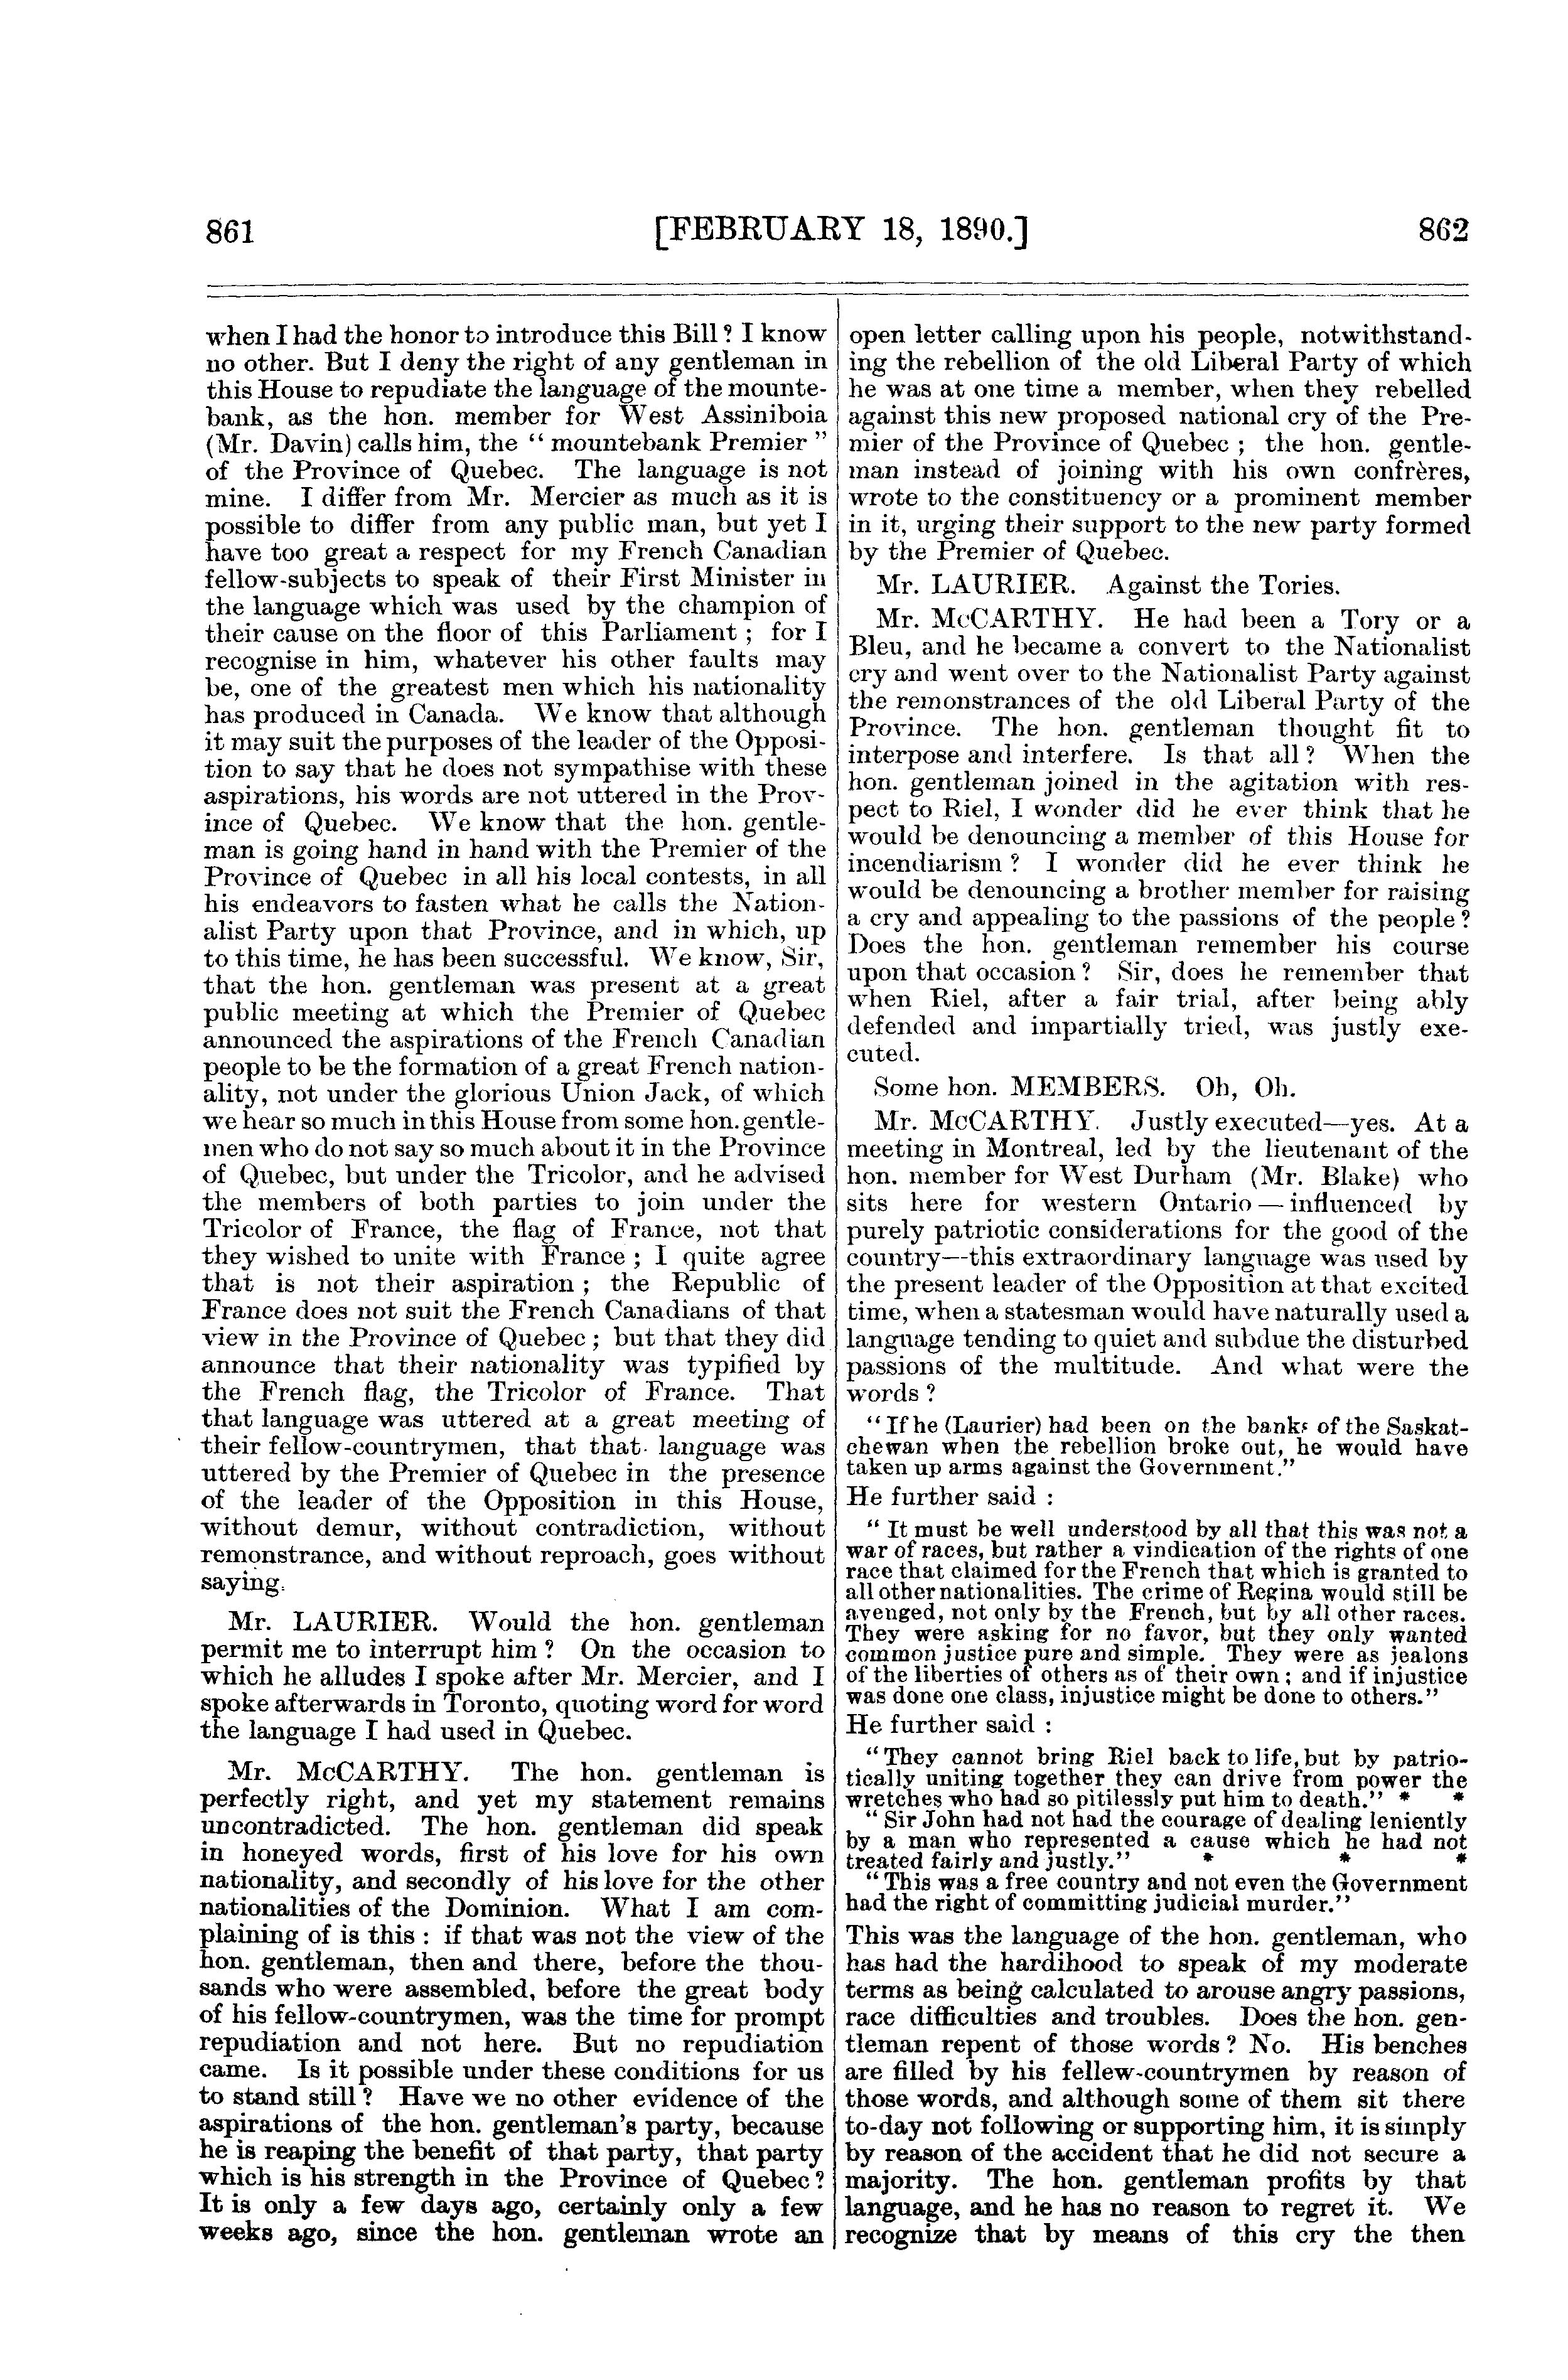 861 [FEBRUARY 18, 1890.] 862
when I had the honor to introduce this Bill ? I know
no other. But I deny the right of any gentleman in
this House to repudiate the language of the mounte-
bank, as the hon. member for West Assiniboia
(Mr. Davin) calls him, the “ mountebank Premier ”
of the Province of Quebec. The language is not
mine. I differ from Mr. Mercier as much as it is
possible to differ from any public man, but yet I
have too great a respect for my French Canadian
fellow-subjects to speak of their First Minister in
the language which was used by the champion of
their cause on the floor of this Parliament ; for I
recognise in him, whatever his other faults may
be, one of the greatest men which his nationality
has produced in Canada. We know that although
it may suit the purposes of the leader of the Opposi-
tion to say that he does not sympathise with these
aspirations, his words are not uttered in the Prov-
ince of Quebec. We know that the hon. gentle-
man is going hand in hand with the Premier of the
Province of Quebec in all his local contests, in all
his endeavors to fasten what he calls the Nation-
alist Party upon that Province, and in which, up
to this time, he has been successful. We know, Sir,
that the hon. gentleman was present at a great
public meeting at which the Premier of Quebec
announced the aspirations of the French Canadian
people to be the formation of a great French nation-
ality, not under the glorious Union Jack, of which
we hear so much in this House from some hon. gentle-
men who do not say so much about it in the Province
of Quebec, but under the Tricolor, and he advised
the members of both parties to join under the
Tricolor of France, the flag of France, not that
they wished to unite with France ; I quite agree
that is not their aspiration ; the Republic of
France does not suit the French Canadians of that
view in the Province of Quebec ; but that they did
announce that their nationality was typified by
the French flag, the Tricolor of France. That
that language was uttered at a great meeting of
their fellow-countrymen, that that language was
uttered by the Premier of Quebec in the presence
of the leader of the Opposition in this House,
without demur, without contradiction, without
remonstrance, and without reproach, goes without
saying.
Mr. LAURIER. Would the hon. gentleman
permit me to interrupt him ? On the occasion to
which he alludes I spoke after Mr. Mercier, and I
spoke afterwards in Toronto, quoting word for word
the language I had used in Quebec.
Mr. McCARTHY. The hon. gentleman is
perfectly right, and yet my statement remains
uncontradicted. The hon. gentleman did speak
in honeyed words, first of his love for his own
nationality, and secondly of his love for the other
nationalities of the Dominion. What I am com-
plaining of is this : if that was not the view of the
hon. gentleman, then and there, before the thou-
sands who were assembled, before the great body
of his fellow-countrymen, was the time for prompt
repudiation and not here. But no repudiation
came. Is it possible under these conditions for us
to stand still ? Have we no other evidence of the
aspirations of the hon. gentleman's party, because
he is reaping the benefit of that party, that party
which is his strength in the Province of Quebec ?
It is only a few days ago, certainly only a few
weeks ago, since the hon. gentleman wrote an
open letter calling upon his people, notwithstand-
ing the rebellion of the old Liberal Party of which
he was at one time a member, when they rebelled
against this new proposed national cry of the Pre-
mier of the Province of Quebec ; the hon. gentle-
man instead of joining with his own confrères,
wrote to the constituency or a prominent member
in it, urging their support to the new party formed
by the Premier of Quebec.
Mr. LAURIER. Against the Tories.
Mr. McCARTHY. He had been a Tory or a
Bleu, and he became a convert to the Nationalist
cry and went over to the Nationalist Party against
the remonstrances of the old Liberal Party of the
Province. The hon. gentleman thought fit to
interpose and interfere. Is that all ? When the
hon. gentleman joined in the agitation with res-
pect to Riel, I wonder did he ever think that he
would be denouncing a member of this House for
incendiarism ? I wonder did he ever think he
would be denouncing a brother member for raising
a cry and appealing to the passions of the people ?
Does the hon. gentleman remember his course
upon that occasion ? Sir, does he remember that
when Riel, after a fair trial, after being ably
defended and impartially tried, was justly exe-
cuted.
Some hon. MEMBERS. Oh, Oh.
Mr. McCARTHY. Justly executed—yes. At a
meeting in Montreal, led by the lieutenant of the
hon. member for West Durham (Mr. Blake) who
sits here for western Ontario — influenced by
purely patriotic considerations for the good of the
country—this extraordinary language was used by
the present leader of the Opposition at that excited
time, when a statesman would have naturally used a
language tending to quiet and subdue the disturbed
passions of the multitude. And what were the
words ?
“ If he (Laurier) had been on the banks of the Saskat-
chewan when the rebellion broke out, he would have
taken up arms against the Government.”
He further said :
“ It must be well understood by all that this was not a
war of races, but rather a vindication of the rights of one
race that claimed for the French that which is granted to
all other nationalities. The crime of Regina would still be
avenged, not only by the French, but by all other races.
They were asking for no favor, but they only wanted
common justice pure and simple. They were as jealons
of the liberties of others as of their own ; and if injustice
was done one class, injustice might be done to others.”
He further said :
“ They cannot bring Riel back to life, but by patrio-
tically uniting together they can drive from power the
wretches who had so pitilessly put him to death.” * *
“ Sir John had not had the courage of dealing leniently
by a man who represented a cause which he had not
treated fairly and justly.” * * *
“ This was a free country and not even the Government
had the right of committing judicial murder.”
This was the language of the hon. gentleman, who
has had the hardihood to speak of my moderate
terms as being calculated to arouse angry passions,
race difficulties and troubles. Does the hon. gen-
tleman repent of those words ? No. His benches
are filled by his fellew-countrymen by reason of
those words, and although some of them sit there
to-day not following or supporting him, it is simply
by reason of the accident that he did not secure a
majority. The hon. gentleman profits by that
language, and he has no reason to regret it. We
recognize that by means of this cry the then